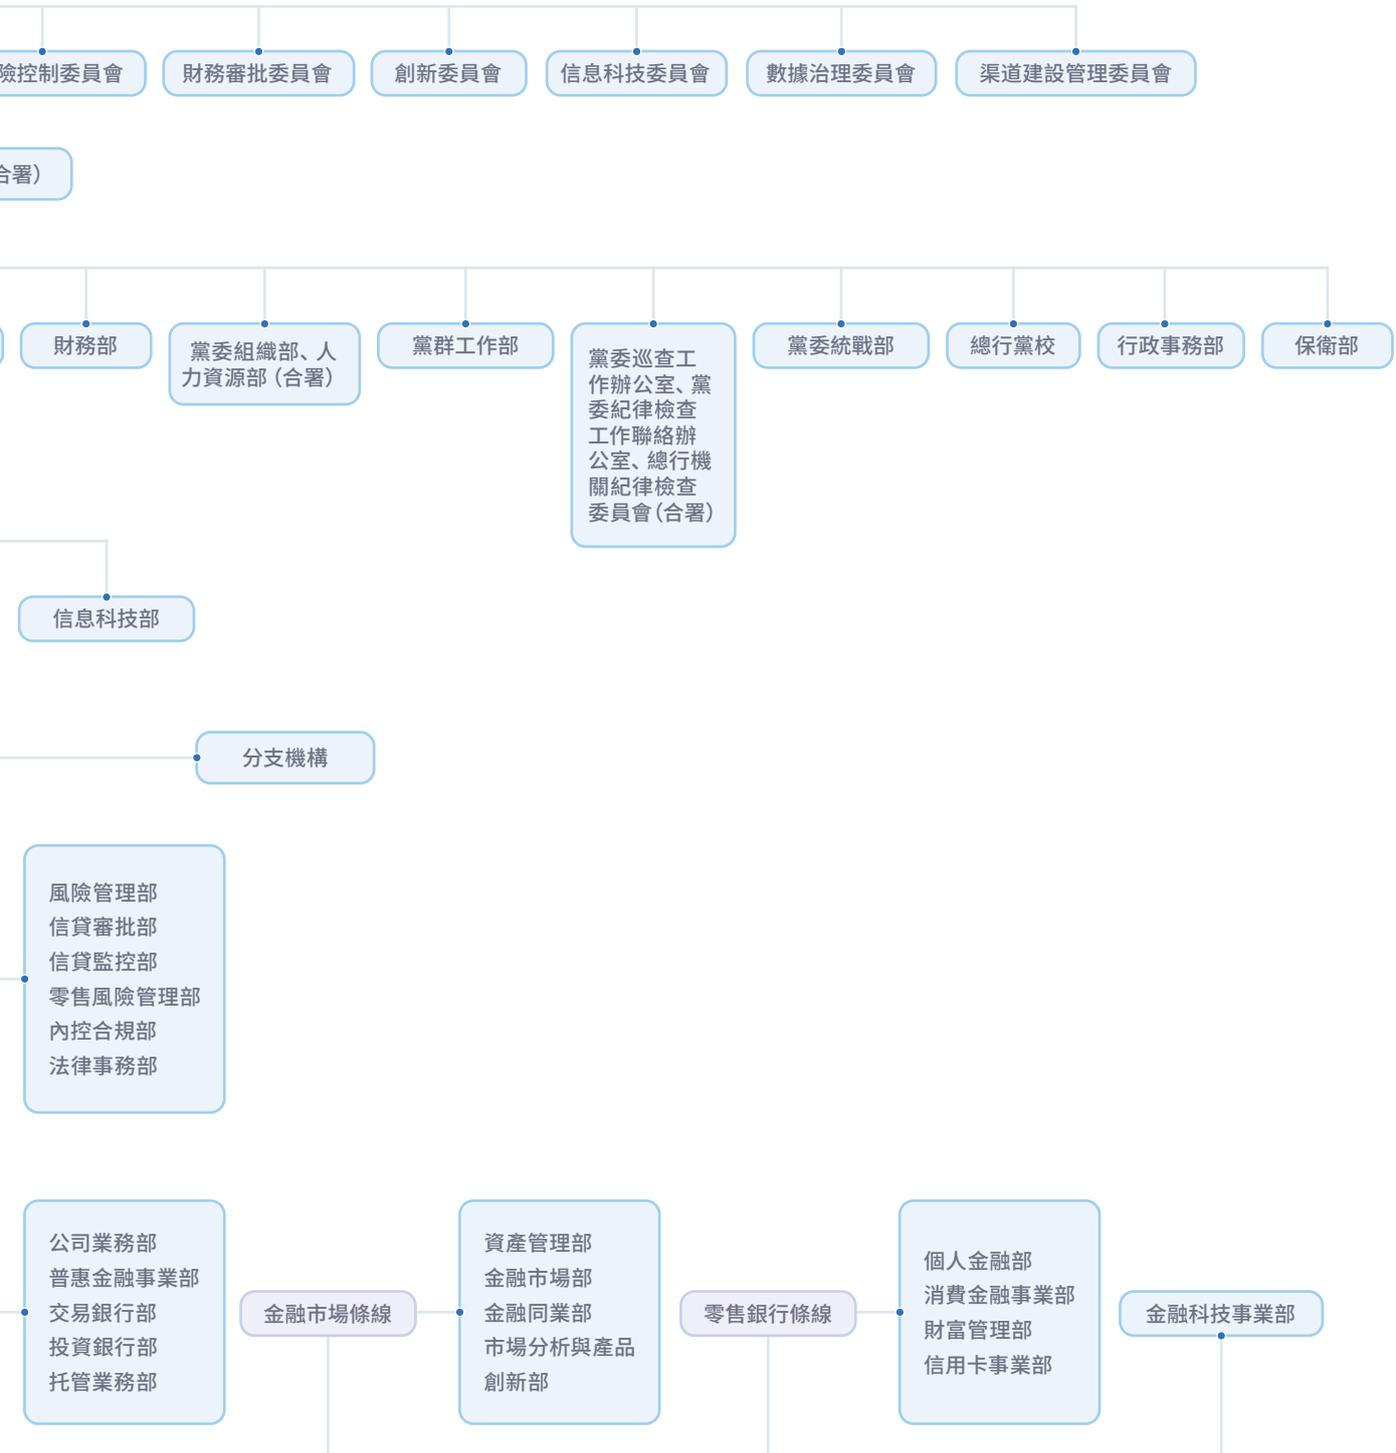 險控制委員會
財務審批委員會
創新委員會
信息科技委員會
數據治理委員會
渠道建設管理委員會
合署）
財務部
黨委組織部、人
力資源部（合署）
黨群工作部
黨委巡查工
作辦公室、黨
委紀律檢查
工作聯絡辦
公室、總行機
關紀律檢查
委員會（合署）
黨委統戰部
總行黨校
行政事務部
保衛部
信息科技部
分支機構
風險管理部
信貸審批部
信貸監控部
零售風險管理部
內控合規部
法律事務部
公司業務部
普惠金融事業部
交易銀行部
投資銀行部
托管業務部
金融市場條線
資產管理部
金融市場部
金融同業部
市場分析與產品
創新部
零售銀行條線
個人金融部
消費金融事業部
財富管理部
信用卡事業部
金融科技事業部